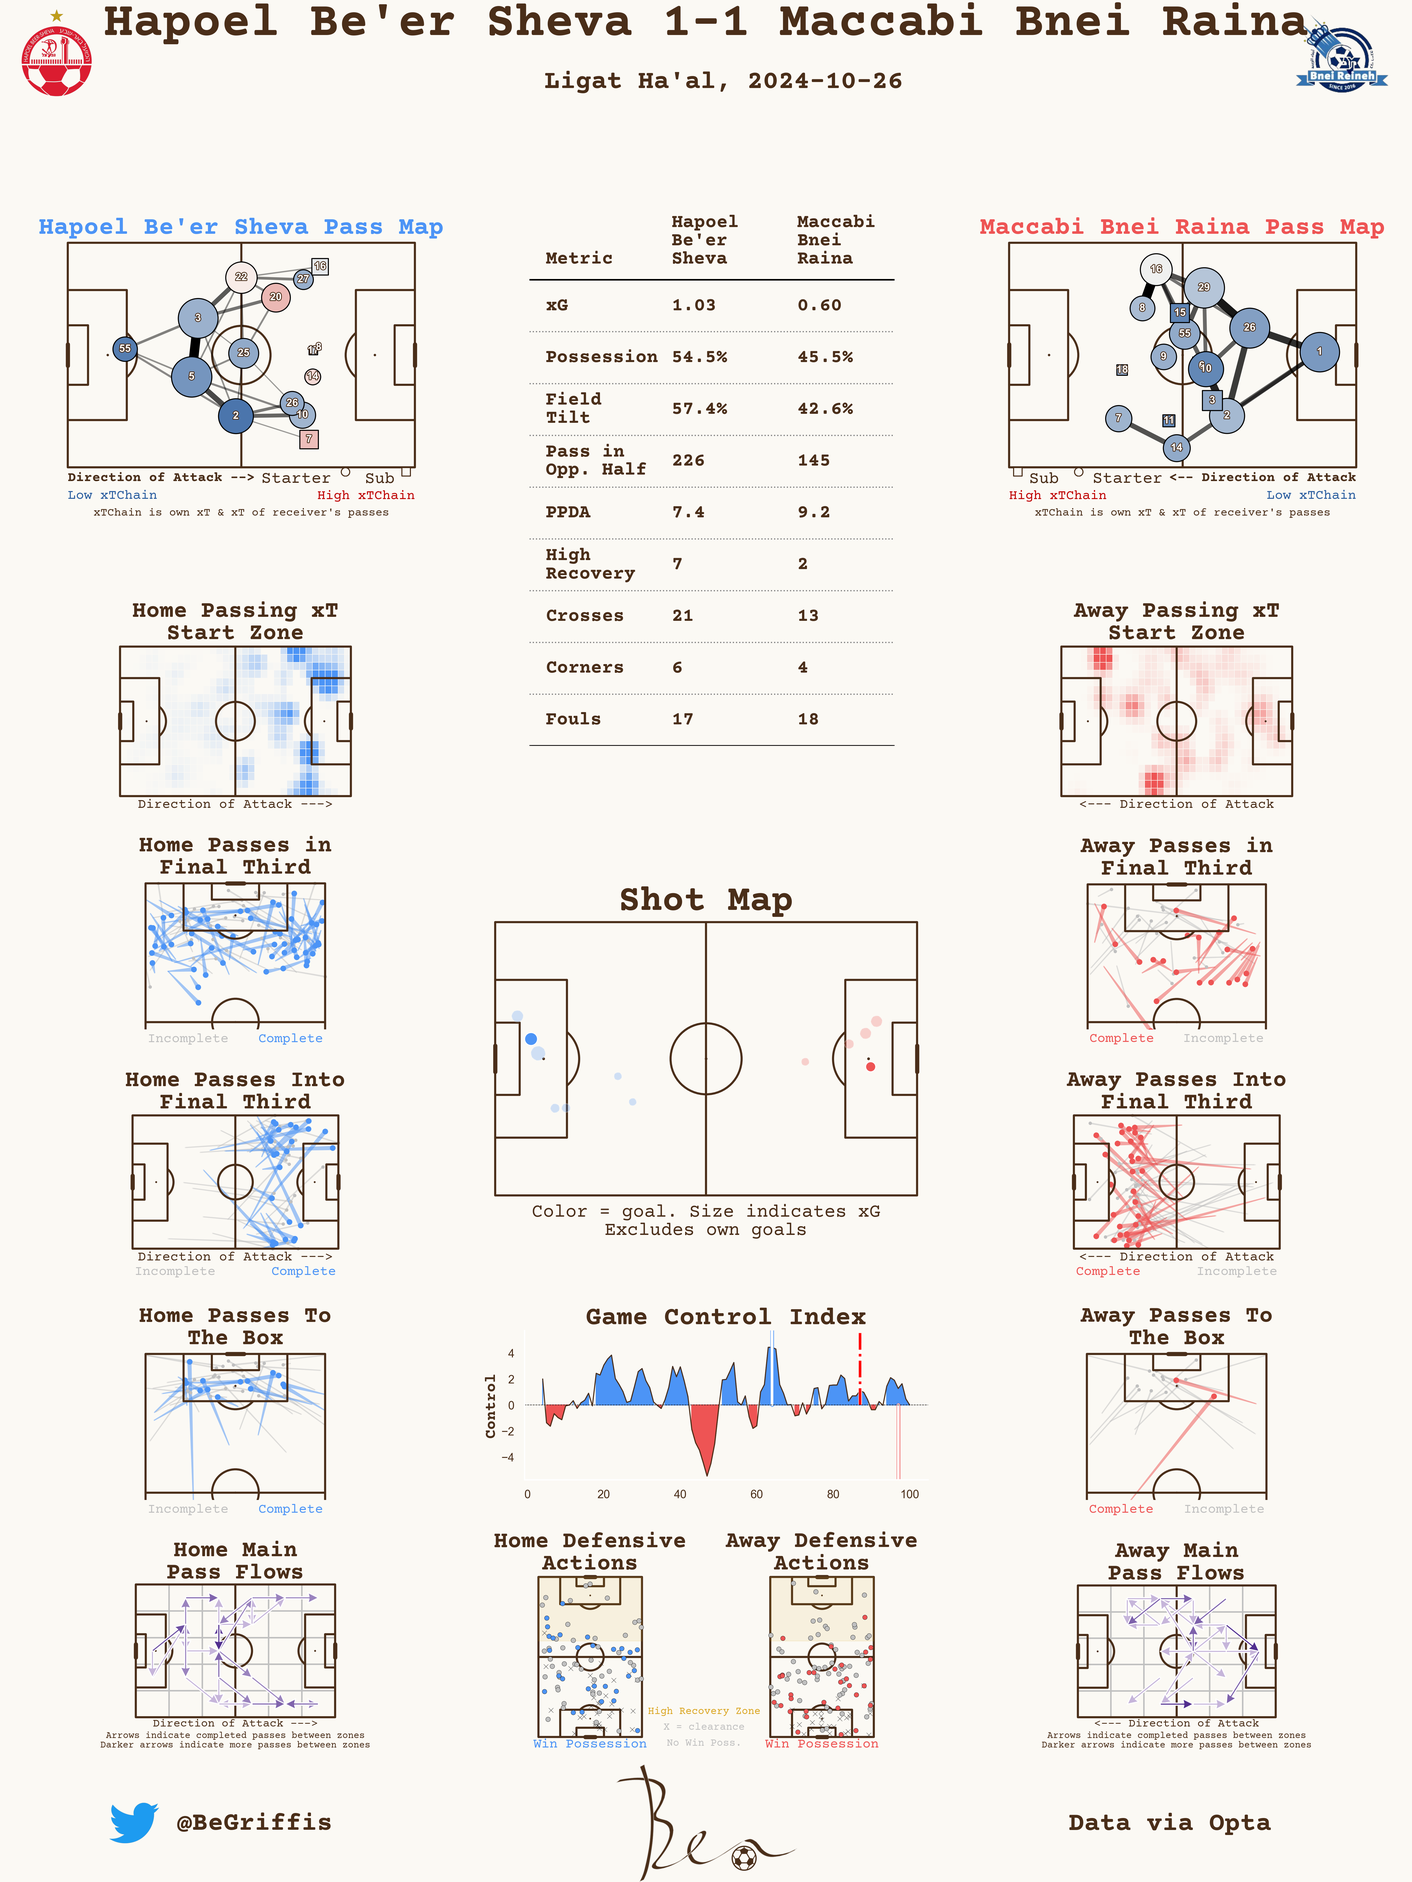 Hapoel Be'er Sheva 1-1 Maccabi Bnei Raina
Ligat Ha'al, 2024-10-26
Bnei Reineh
SINCE 2016
Hapoel Be'er Sheva Pass Map
22
16
27
20
3
55
25
8
5
14
26
2
10
7
Direction of Attack --> Starter Sub
Low xTChain High xTChain
xTChain is own xT & xT of receiver's passes
Metric Hapoel Be'er Sheva Maccabi Bnei Raina
xG 1.03 0.60
Possession 54.5% 45.5%
Field Tilt 57.4% 42.6%
Pass in Opp. Half 226 145
PPDA 7.4 9.2
High Recovery 7 2
Crosses 21 13
Corners 6 4
Fouls 17 18
Maccabi Bnei Raina Pass Map
16
29
8
15
55
26
9
1
10
18
3
7
11
2
14
Sub Starter <-- Direction of Attack
High xTChain Low xTChain
xTChain is own xT & xT of receiver's passes
Home Passing xT
Start Zone
Direction of Attack --->
Away Passing xT
Start Zone
<--- Direction of Attack
Home Passes in
Final Third
Incomplete Complete
Away Passes in
Final Third
Complete Incomplete
Shot Map
Color = goal. Size indicates xG
Excludes own goals
Home Passes Into
Final Third
Direction of Attack --->
Incomplete Complete
Away Passes Into
Final Third
<--- Direction of Attack
Complete Incomplete
Home Passes To
The Box
Incomplete Complete
Game Control Index
Control
4
2
0
−2
−4
0 20 40 60 80 100
Away Passes To
The Box
Complete Incomplete
Home Main
Pass Flows
Direction of Attack --->
Arrows indicate completed passes between zones
Darker arrows indicate more passes between zones
Home Defensive
Actions
Win Possession
High Recovery Zone
X = clearance
No Win Poss.
Away Defensive
Actions
Win Possession
Away Main
Pass Flows
<--- Direction of Attack
Arrows indicate completed passes between zones
Darker arrows indicate more passes between zones
@BeGriffis
Ben
Data via Opta